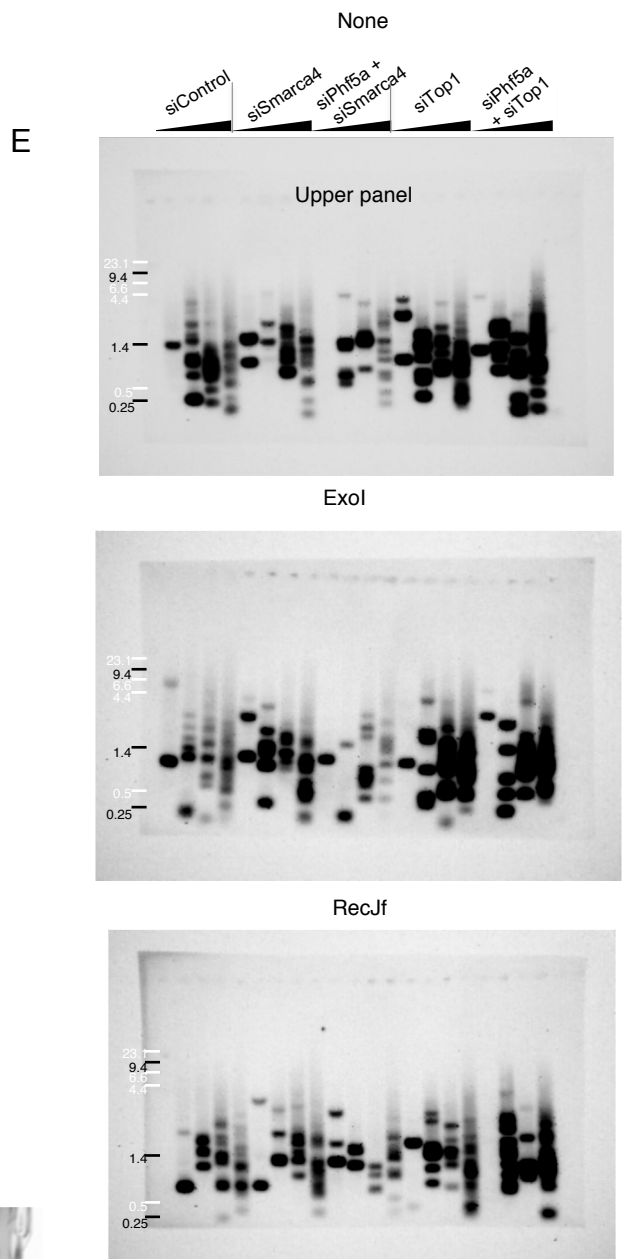 None
siControl
siSmarca4
siPhf5a +
siSmarca4
siTop1
siPhf5a
+ siTop1
E
Upper panel
23.1
9.4
6.6
4.4
1.4
0.5
0.25
ExoI
23.1
9.4
6.6
4.4
1.4
0.5
0.25
RecJf
23.1
9.4
6.6
4.4
1.4
0.5
0.25